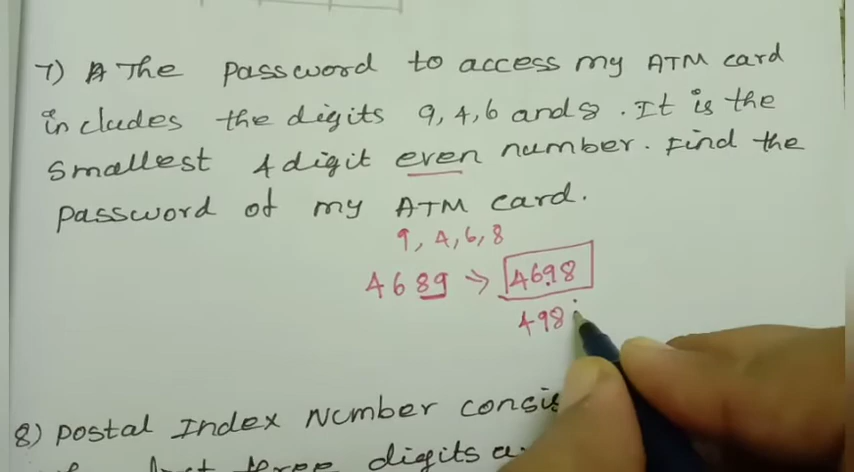 7) The password to access my ATM card
includes the digits 9, 4, 6 and 8 . It is the
smallest 4 digit even number. Find the
password of my ATM card.
9, 4, 6, 8
4689 → 4698
498
8) Postal Index Number
digits